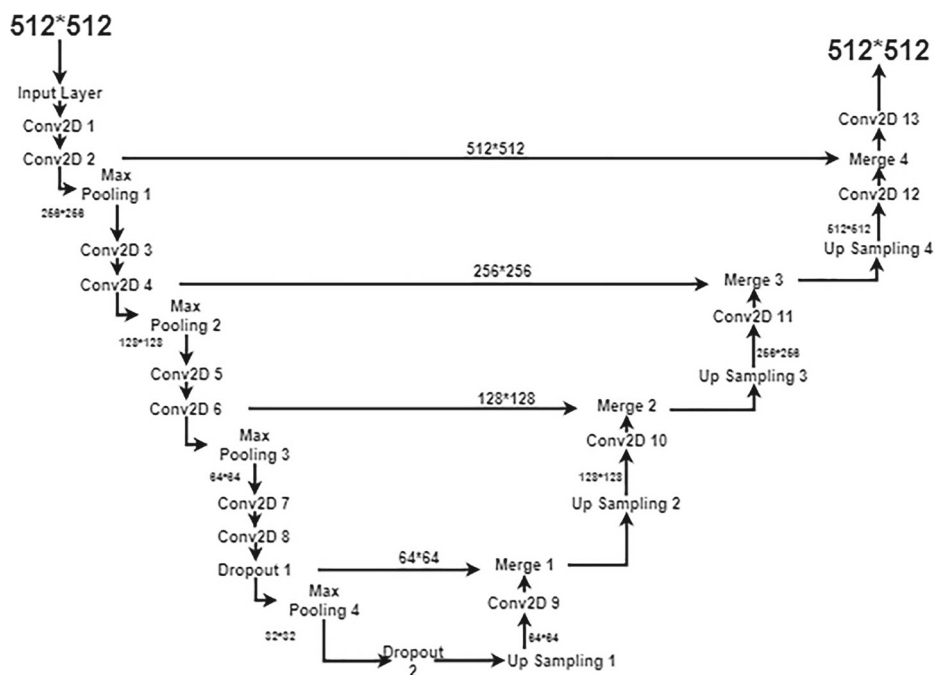 512*512
512*512
Input Layer
Conv2D 1
Conv2D 2
Max
Pooling 1
256*256
Conv2D 3
Conv2D 4
Max
Pooling 2
128*128
Conv2D 5
Conv2D 6
Max
Pooling 3
64*64
Conv2D 7
Conv2D 8
Dropout 1
Max
Pooling 4
32*32
Dropout
2
Up Sampling 1
64*64
Conv2D 9
Merge 1
64*64
Up Sampling 2
128*128
Conv2D 10
Merge 2
128*128
Up Sampling 3
256*256
Conv2D 11
Merge 3
256*256
Up Sampling 4
512*512
Conv2D 12
Merge 4
512*512
Conv2D 13